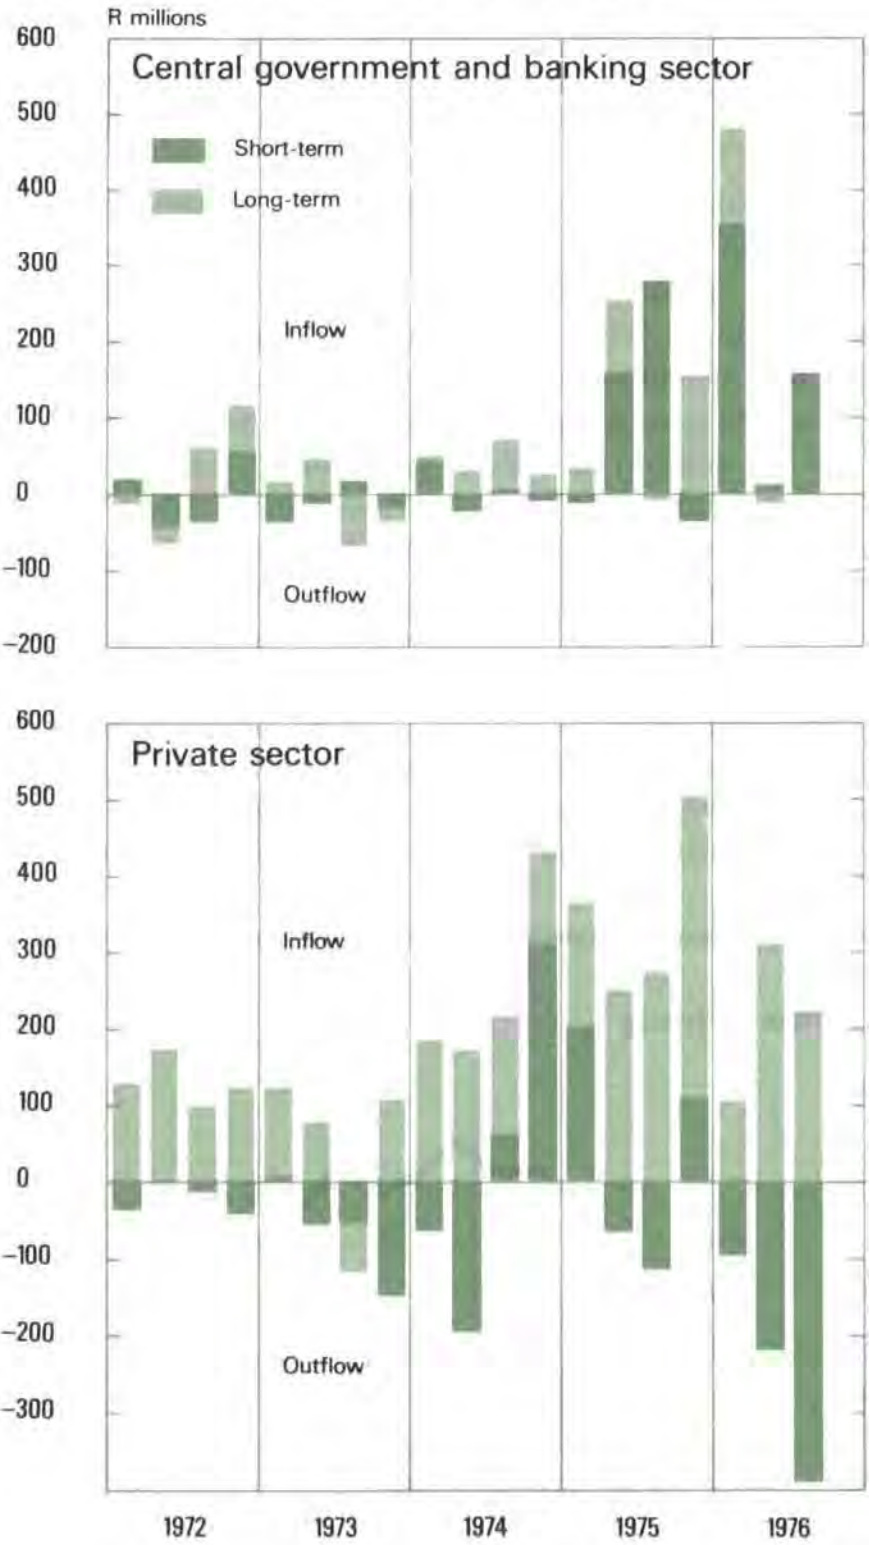 R millions
600
Central government and banking sector
500
Short-term
400
Long-term
300
Inflow
200
100
0
–100
Outflow
–200
600
Private sector
500
400
Inflow
300
200
100
0
–100
–200
Outflow
–300
1972 1973 1974 1975 1976